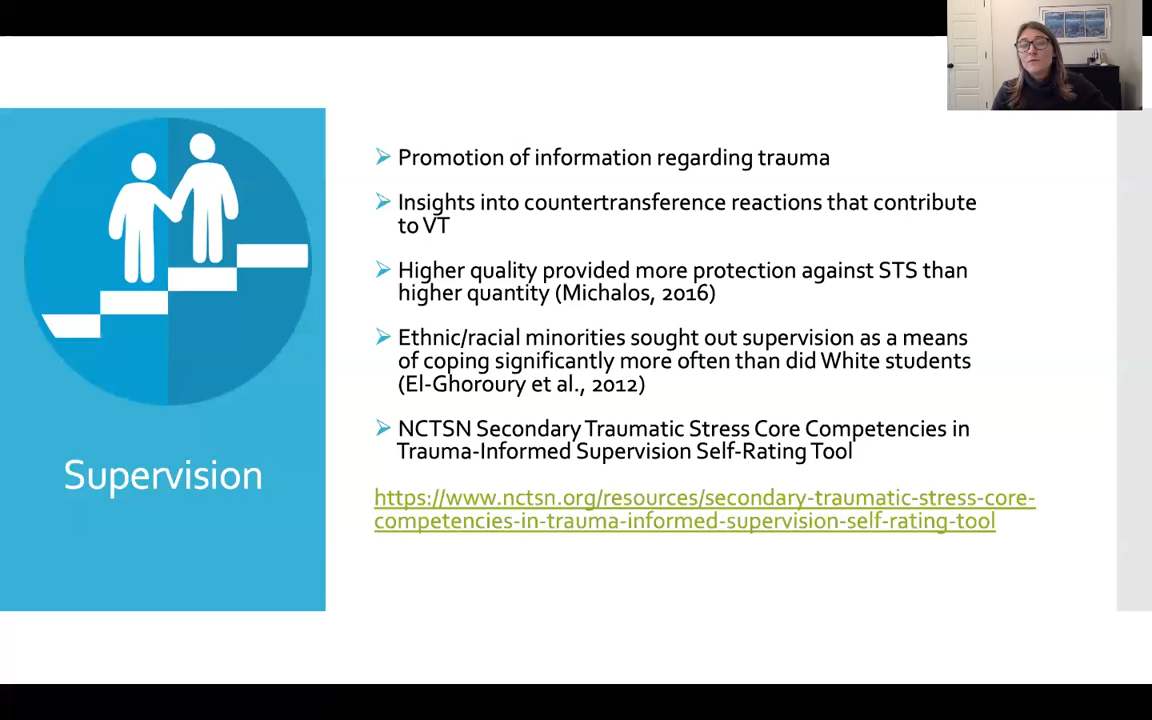 Supervision
Promotion of information regarding trauma
Insights into countertransference reactions that contribute
to VT
Higher quality provided more protection against STS than
higher quantity (Michalos, 2016)
Ethnic/racial minorities sought out supervision as a means
of coping significantly more often than did White students
(El-Ghoroury et al., 2012)
NCTSN Secondary Traumatic Stress Core Competencies in
Trauma-Informed Supervision Self-Rating Tool
https://www.nctsn.org/resources/secondary-traumatic-stress-core-
competencies-in-trauma-informed-supervision-self-rating-tool